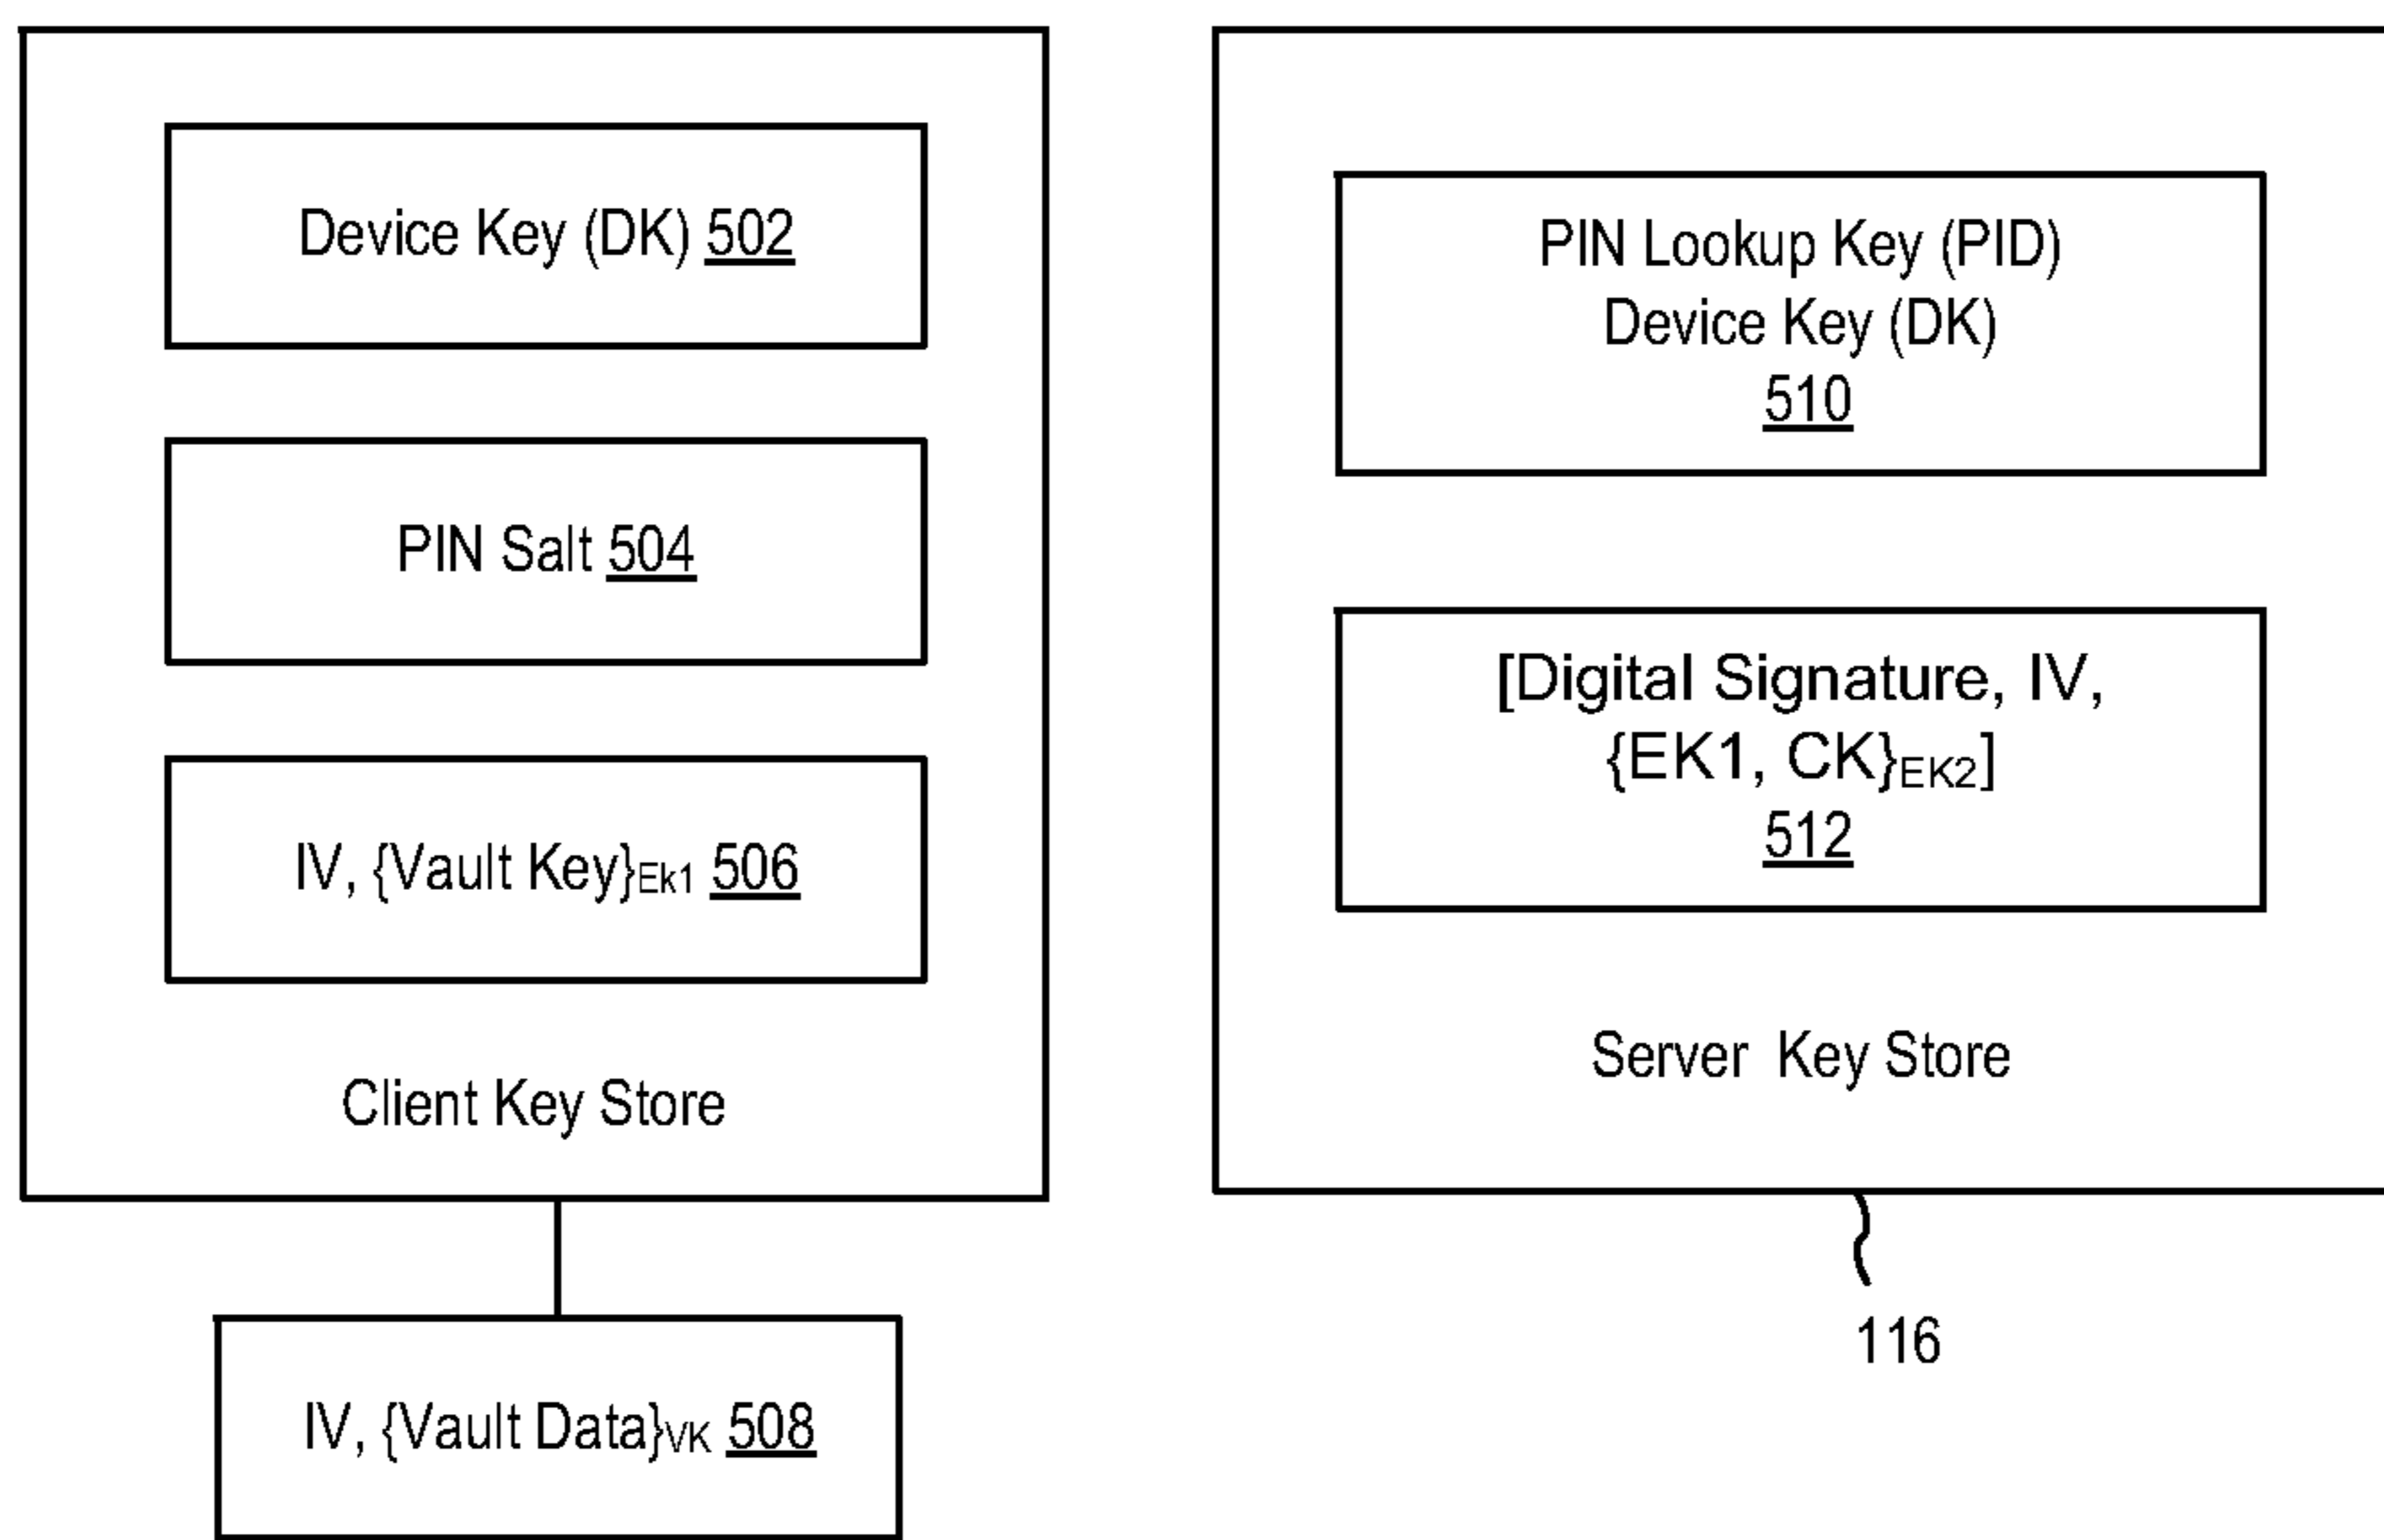 Device Key (DK) 502
PIN Salt 504
IV, {Vault Key}Ek1 506
Client Key Store
IV, {Vault Data}VK 508
PIN Lookup Key (PID)
Device Key (DK)
510
[Digital Signature, IV,
{EK1, CK}EK2]
512
Server Key Store
116